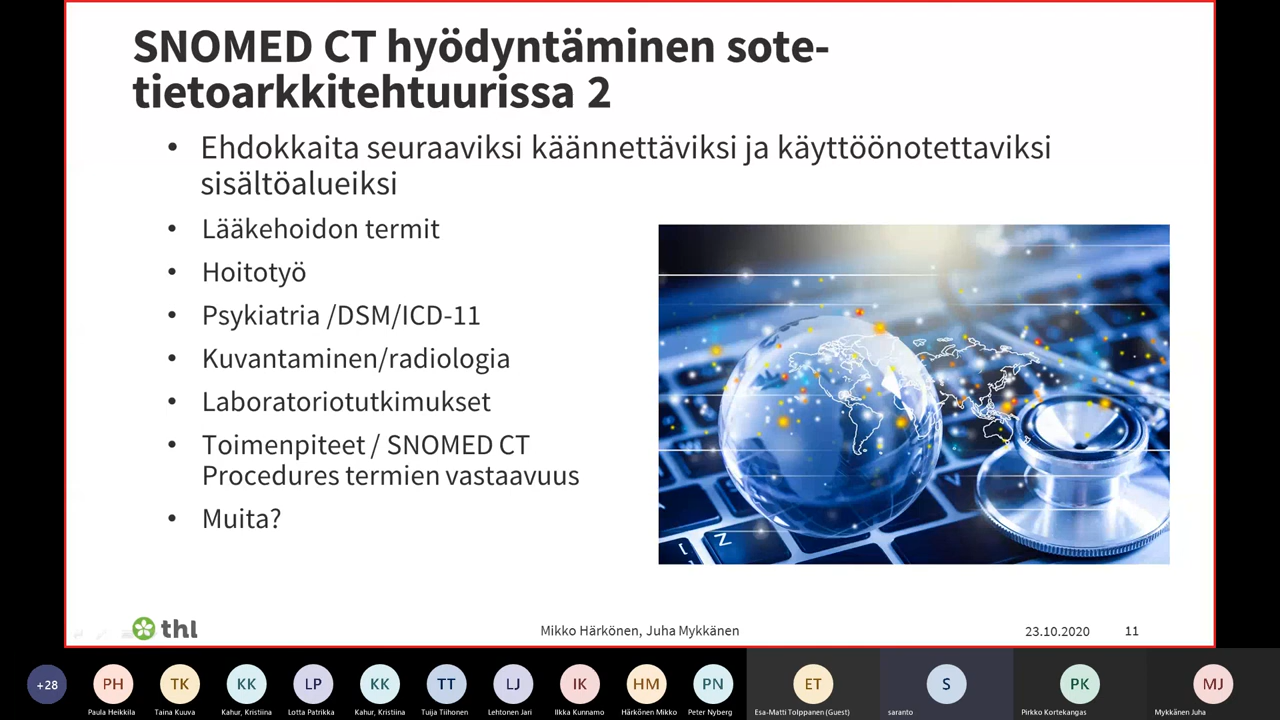 SNOMED CT hyödyntäminen sote-
tietoarkkitehtuurissa 2
• Ehdokkaita seuraaviksi käännettäviksi ja käyttöönotettaviksi
sisältöalueiksi
• Lääkehoidon termit
• Hoitotyö
• Psykiatria /DSM/ICD-11
• Kuvantaminen/radiologia
• Laboratoriotutkimukset
• Toimenpiteet / SNOMED CT
Procedures termien vastaavuus
• Muita?
Z
thl
Mikko Härkönen, Juha Mykkänen
23.10.2020
11
+28
PH
TK
KK
LP
KK
TT
LJ
IK
HM
PN
ET
S
PK
MJ
Paula Heikkila
Taina Kuuva
Kahur, Kristiina
Lotta Patrikka
Kahur, Kristiina
Tuija Tiihonen
Lehtonen Jari
Ilkka Kunnamo
Härkönen Mikko
Peter Nyberg
Esa-Matti Tolppanen (Guest)
saranto
Pirkko Kortekangas
Mykkänen Juha